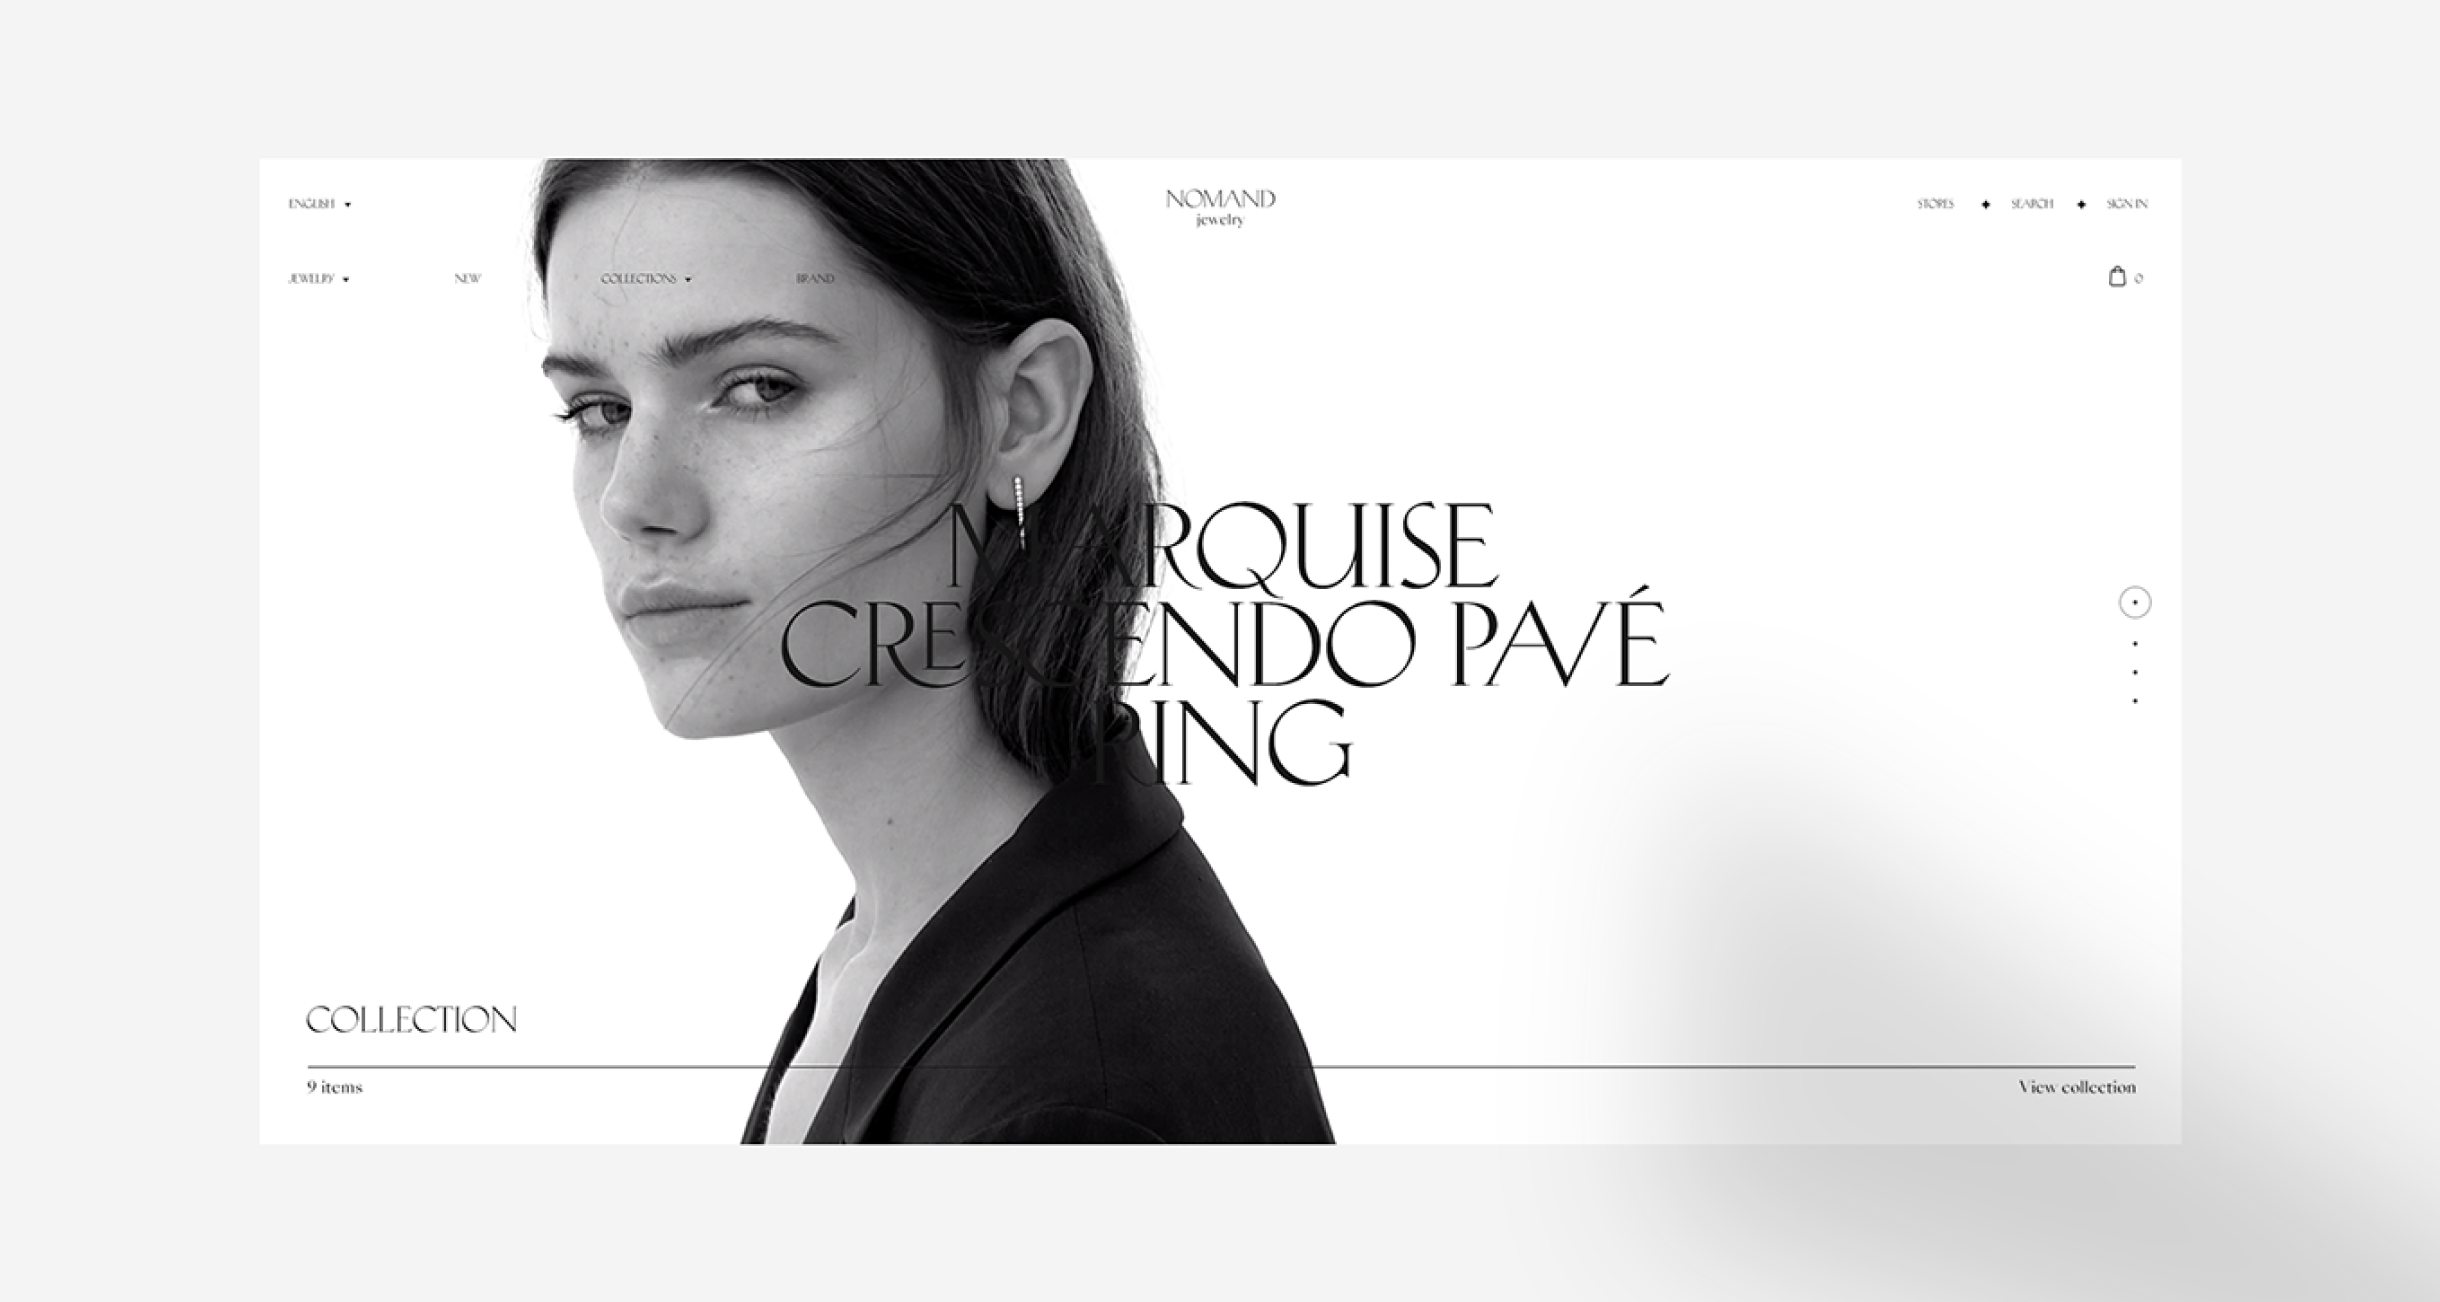 ENGLISH
NOMAND
jewelry
STORES SEARCH SIGN IN
JEWELRY NEW COLLECTIONS BRAND
0
MARQUISE
CRESCENDO PAVÉ
RING
COLLECTION
9 items
View collection